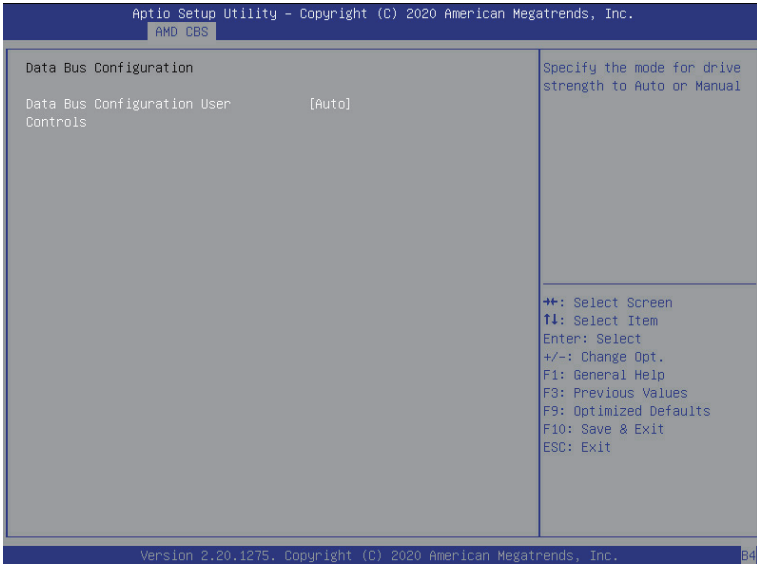 Aptio Setup Utility – Copyright (C) 2020 American Megatrends, Inc.
AMD CBS
Data Bus Configuration
Data Bus Configuration User [Auto]
Controls
Specify the mode for drive
strength to Auto or Manual
→←: Select Screen
↑↓: Select Item
Enter: Select
+/-: Change Opt.
F1: General Help
F3: Previous Values
F9: Optimized Defaults
F10: Save & Exit
ESC: Exit
Version 2.20.1275. Copyright (C) 2020 American Megatrends, Inc.
B4